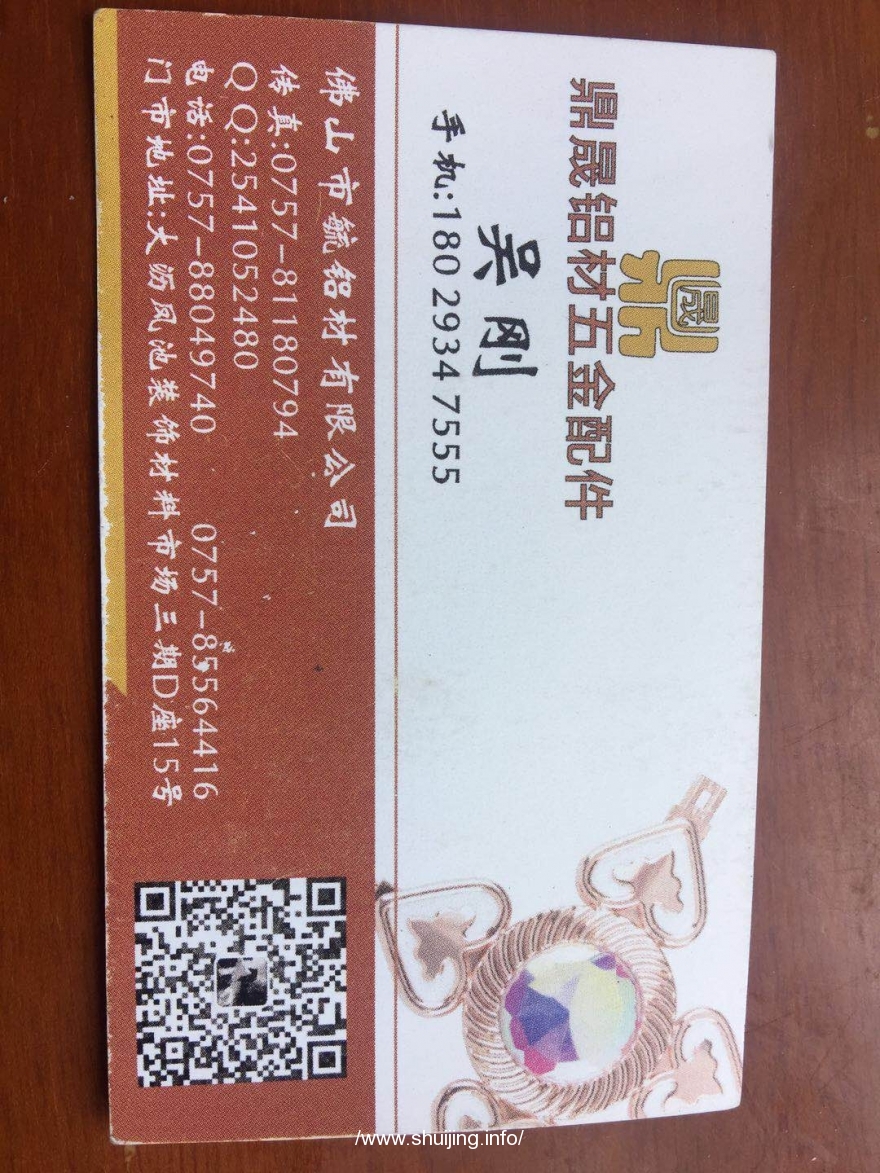 鼎晟
鼎晟铝材五金配件
吴刚
手机:180 2934 7555
佛山市毓铝材有限公司
传真:0757-81180794
QQ:2541052480
电话:0757-88049740 0757-85564416
门市地址:大沥凤池装饰材料市场三期D座15号
/www.shuijing.info/